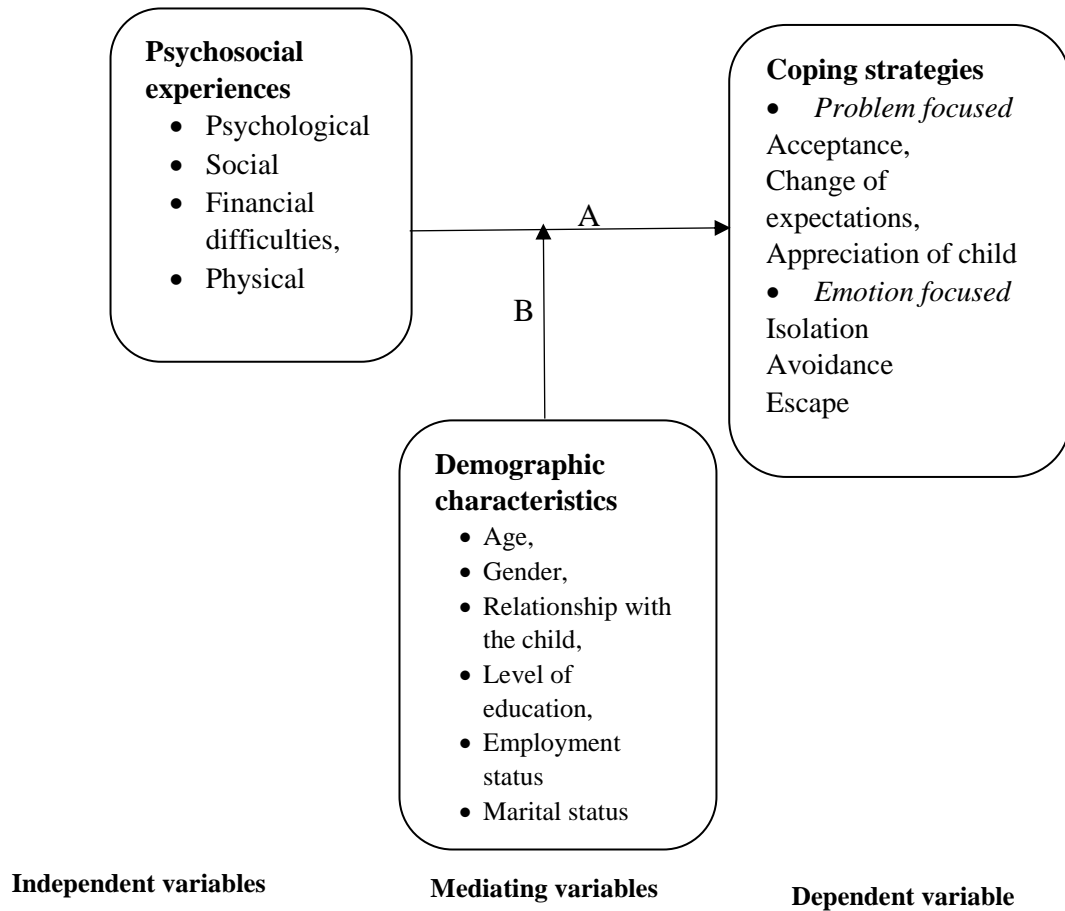 Psychosocial
experiences
• Psychological
• Social
• Financial
difficulties,
• Physical
A
B
Coping strategies
• Problem focused
Acceptance,
Change of
expectations,
Appreciation of child
• Emotion focused
Isolation
Avoidance
Escape
Demographic
characteristics
• Age,
• Gender,
• Relationship with
the child,
• Level of
education,
• Employment
status
• Marital status
Independent variables
Mediating variables
Dependent variable